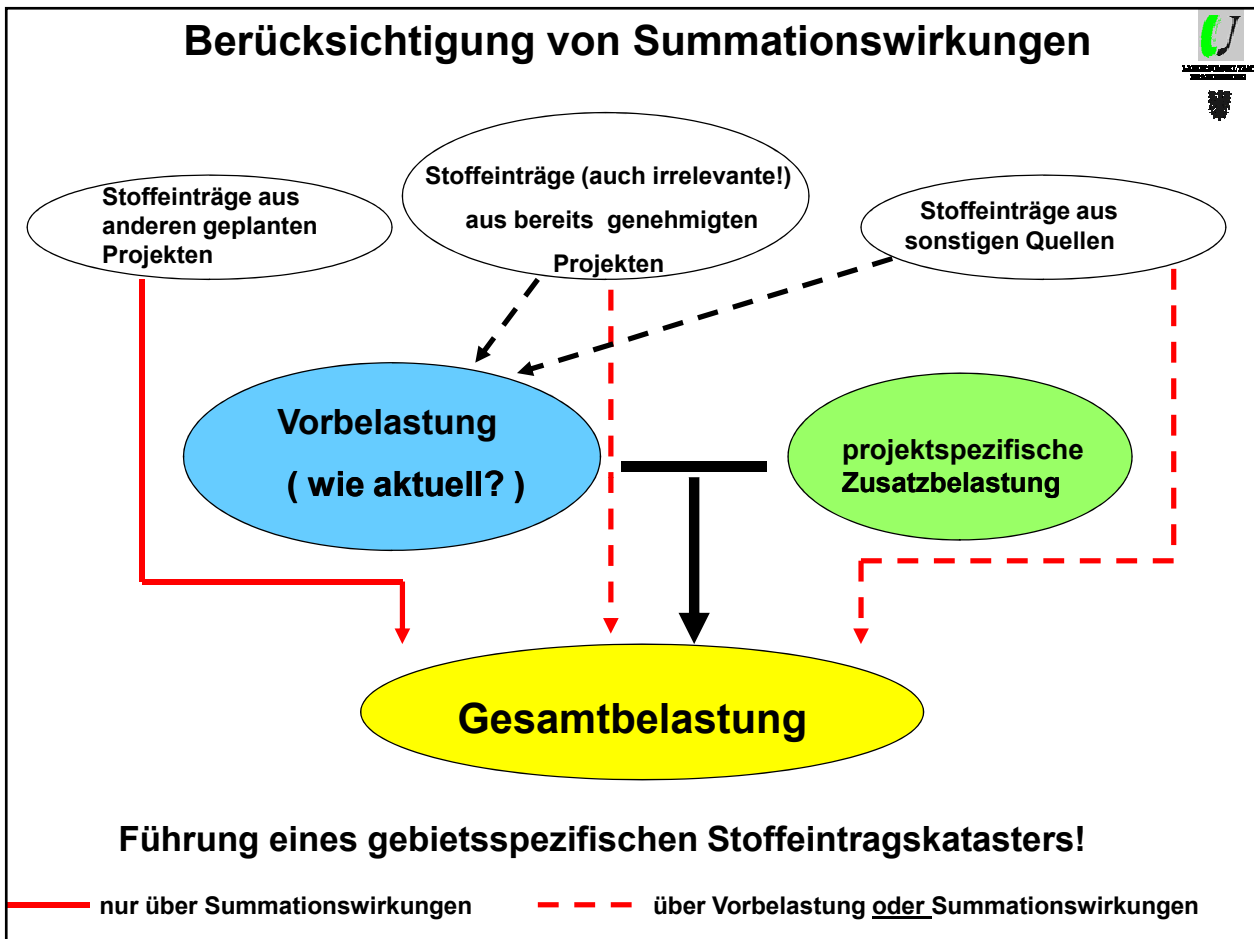 Berücksichtigung von Summationswirkungen
Stoffeinträge aus
anderen geplanten
Projekten
Stoffeinträge (auch irrelevante!)
aus bereits genehmigten
Projekten
Stoffeinträge aus
sonstigen Quellen
Vorbelastung
( wie aktuell? )
projektspezifische
Zusatzbelastung
Gesamtbelastung
Führung eines gebietsspezifischen Stoffeintragskatasters!
nur über Summationswirkungen
über Vorbelastung oder Summationswirkungen